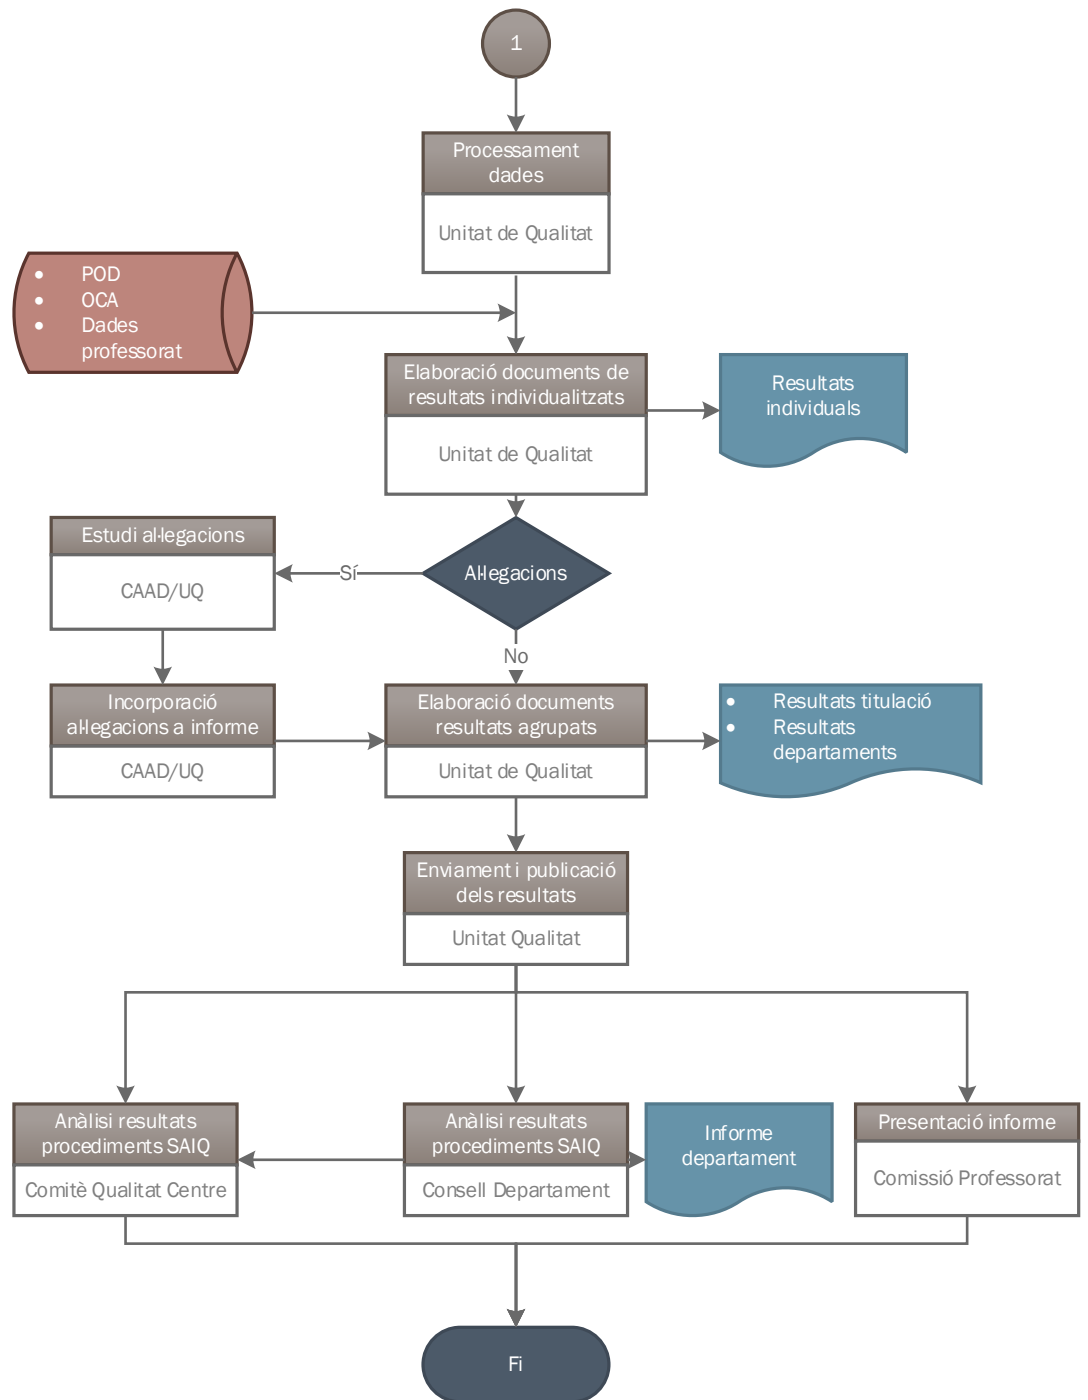 1
Processament
dades
Unitat de Qualitat
• POD
• OCA
• Dades
professorat
Elaboració documents de
resultats individualitzats
Unitat de Qualitat
Resultats
individuals
Estudi al·legacions
CAAD/UQ
Al·legacions
Sí
No
Incorporació
al·legacions a informe
CAAD/UQ
Elaboració documents
resultats agrupats
Unitat de Qualitat
• Resultats titulació
• Resultats
departaments
Enviament i publicació
dels resultats
Unitat Qualitat
Anàlisi resultats
procediments SAIQ
Comitè Qualitat Centre
Anàlisi resultats
procediments SAIQ
Consell Departament
Informe
departament
Presentació informe
Comissió Professorat
Fi